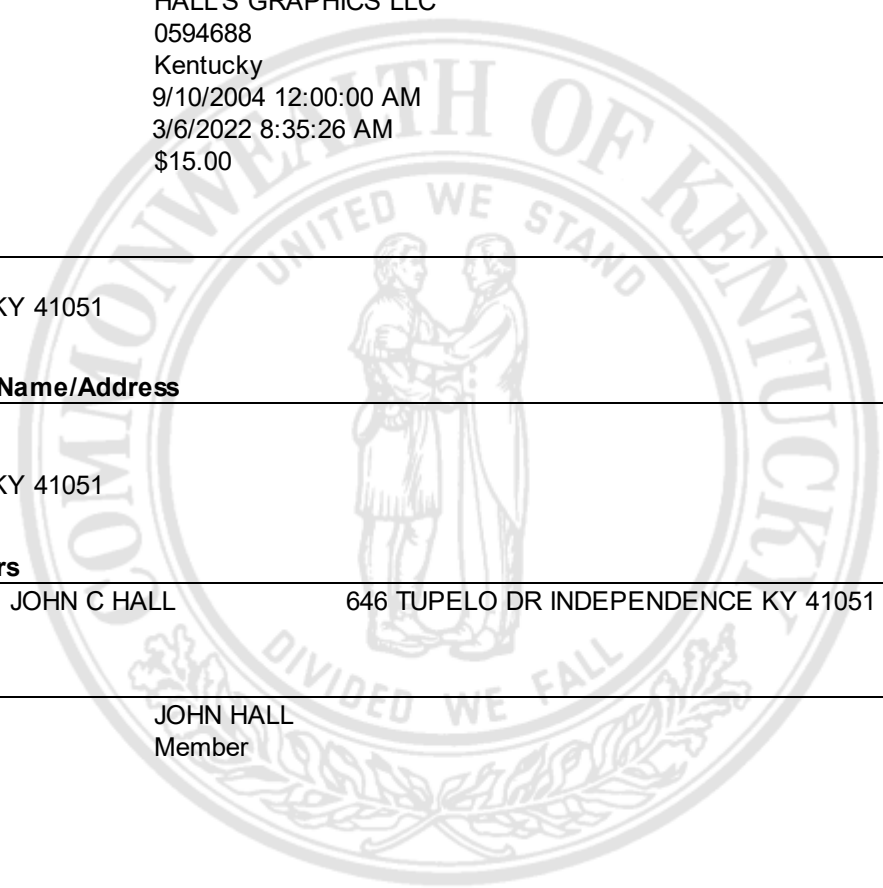 HALL'S GRAPHICS LLC
0594688
Kentucky
9/10/2004 12:00:00 AM
3/6/2022 8:35:26 AM
$15.00
KY 41051
Name/Address
KY 41051
rs
JOHN C HALL 646 TUPELO DR INDEPENDENCE KY 41051
JOHN HALL
Member
COMMONWEALTH OF KENTUCKY
UNITED WE STAND
DIVIDED WE FALL